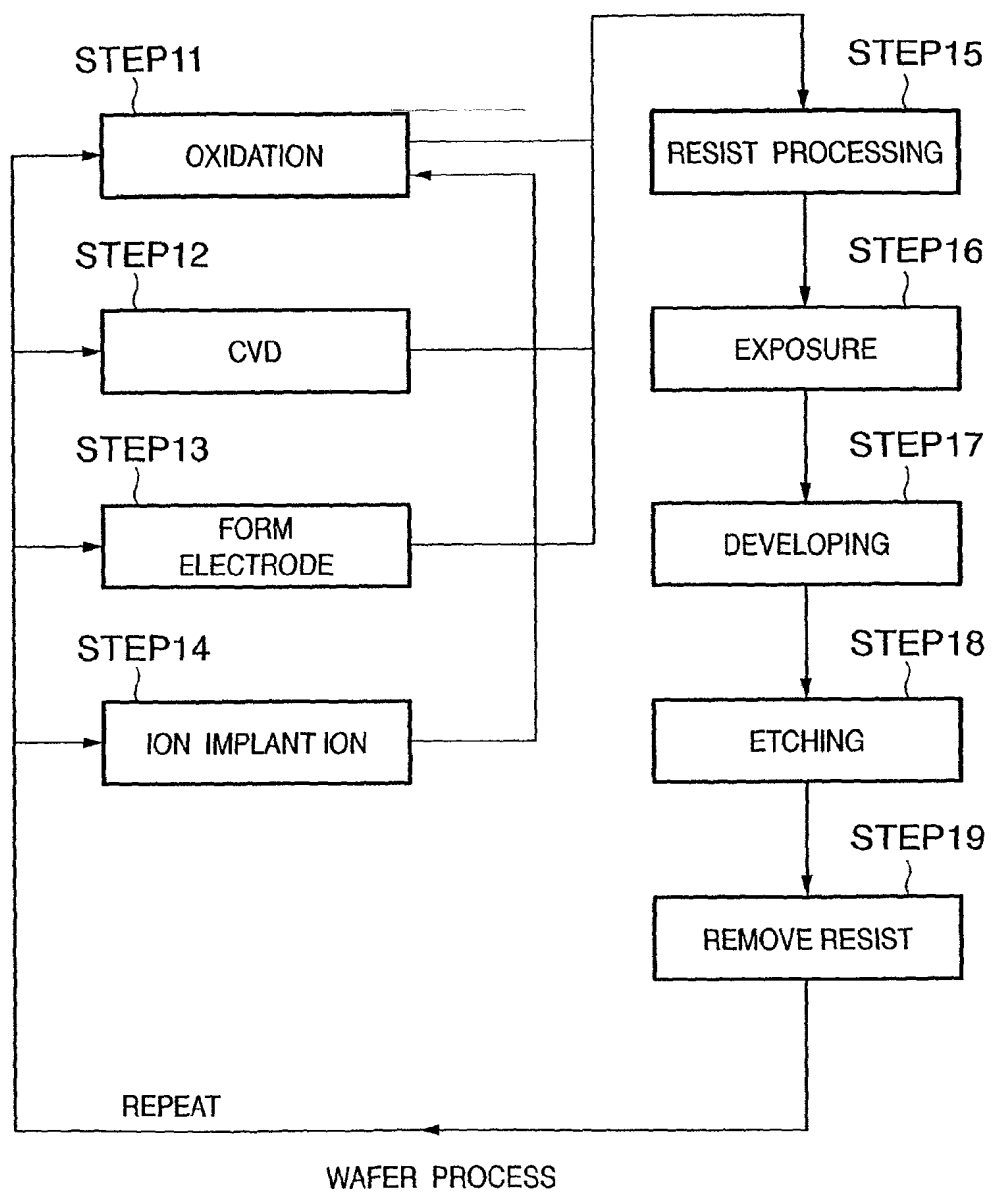 STEP11
OXIDATION
STEP12
CVD
STEP13
FORM
ELECTRODE
STEP14
ION IMPLANT ION
STEP15
RESIST PROCESSING
STEP16
EXPOSURE
STEP17
DEVELOPING
STEP18
ETCHING
STEP19
REMOVE RESIST
REPEAT
WAFER PROCESS